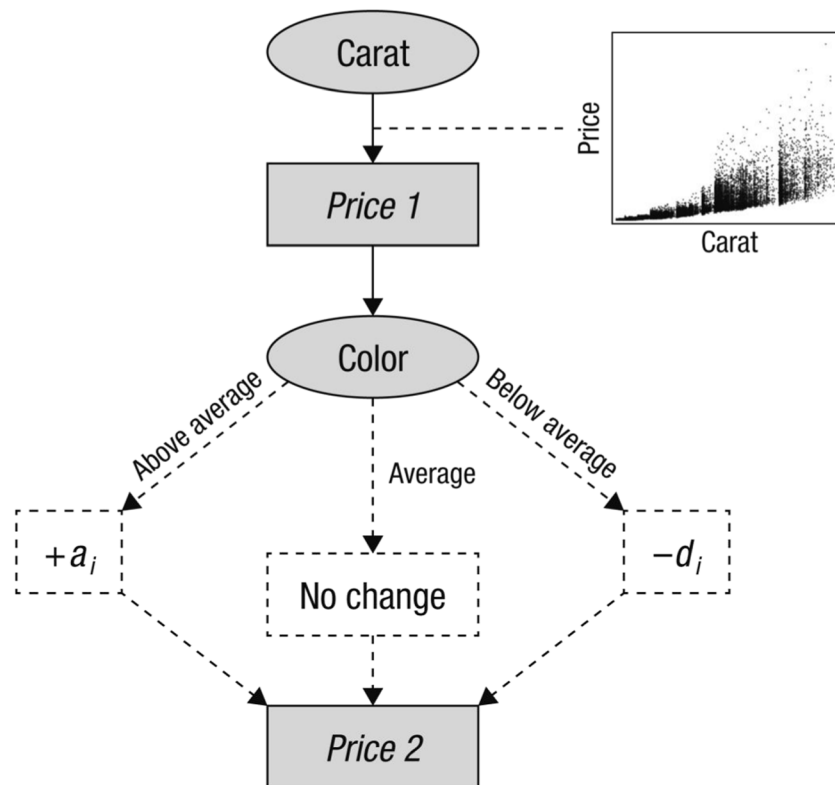 Carat
Price
Carat
Price 1
Color
Above average
Average
Below average
+a_i
No change
−d_i
Price 2